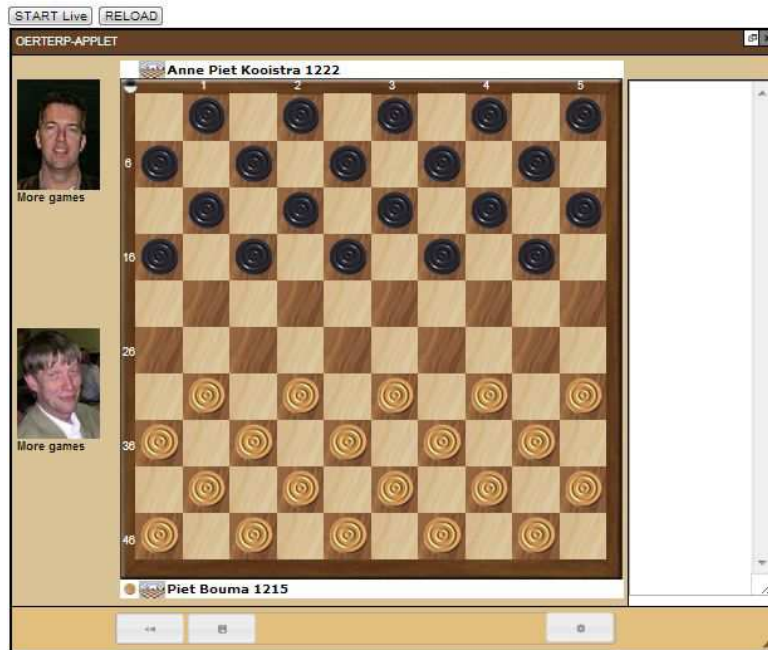 START Live RELOAD
OERTERP-APPLET
Anne Piet Kooistra 1222
1 2 3 4 5
6
More games
16
26
36
More games
46
Piet Bouma 1215